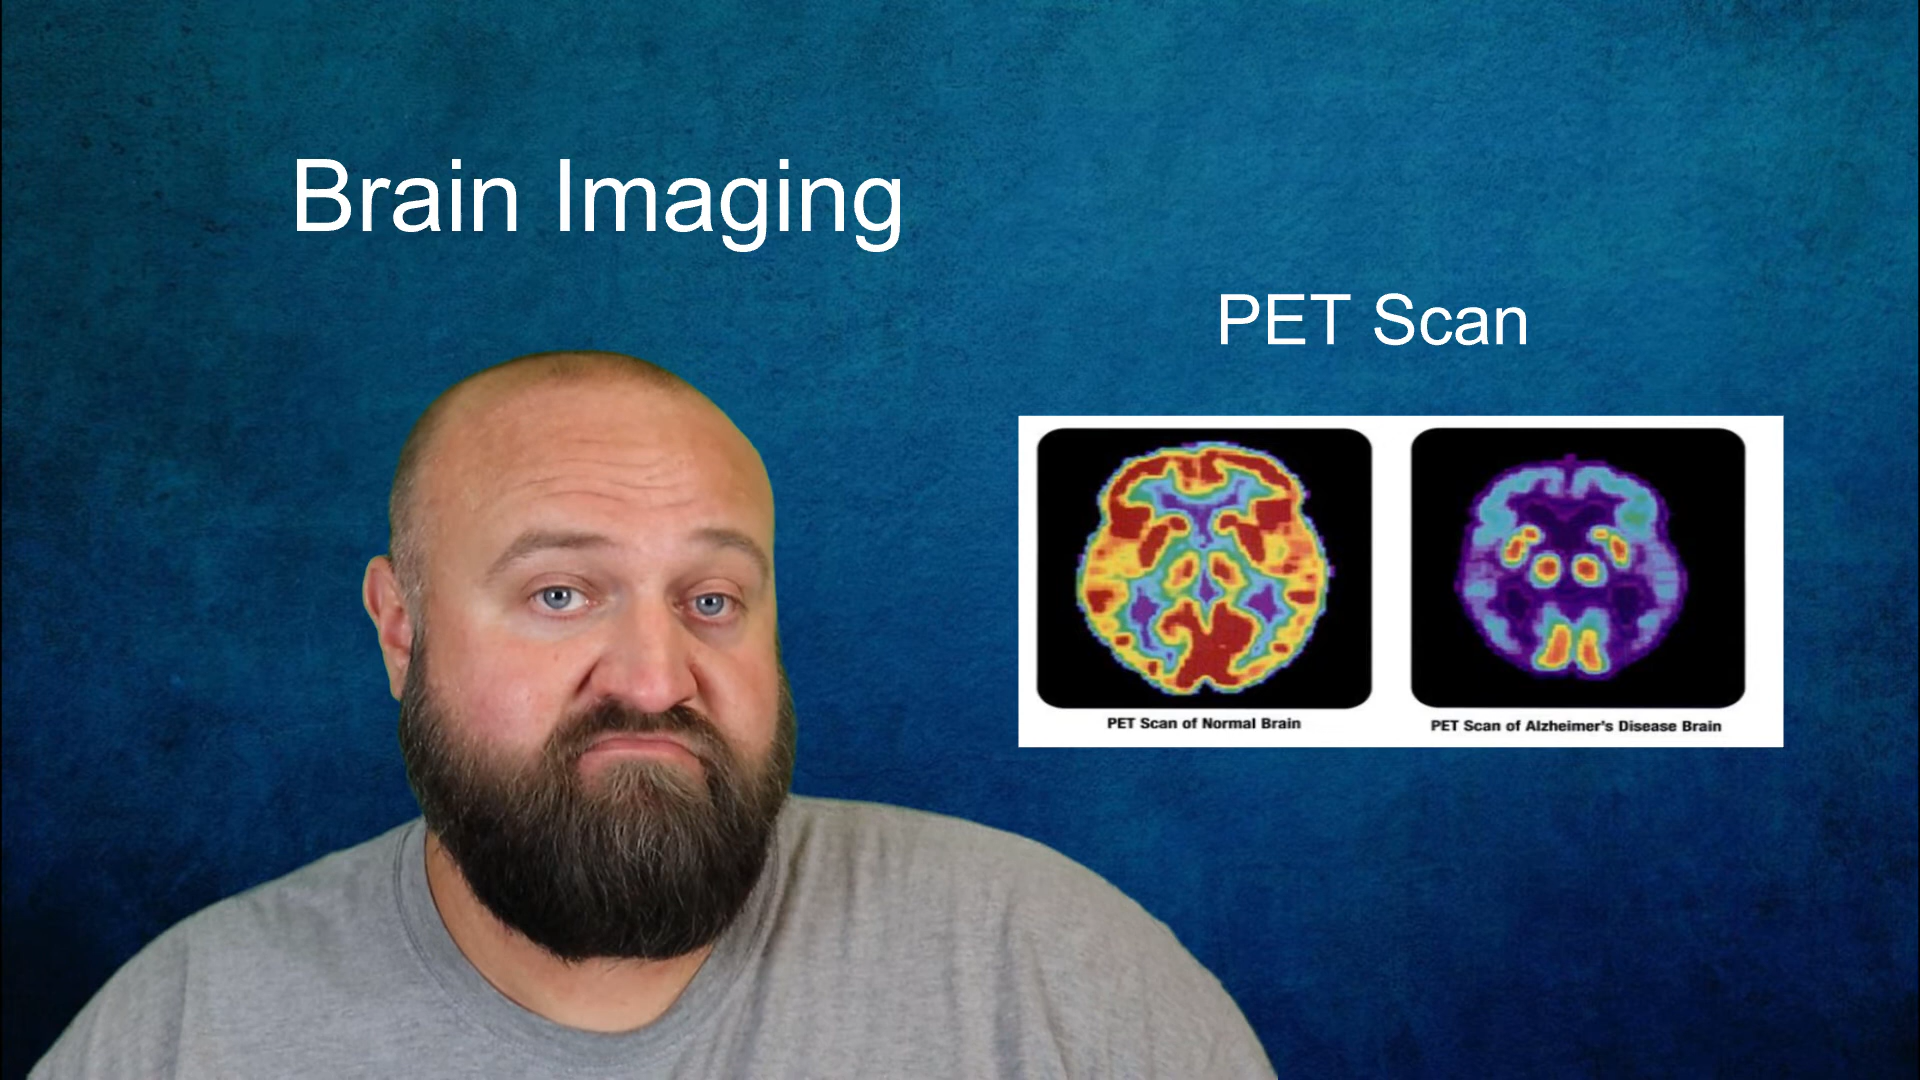 Brain Imaging
PET Scan
PET Scan of Normal Brain
PET Scan of Alzheimer's Disease Brain